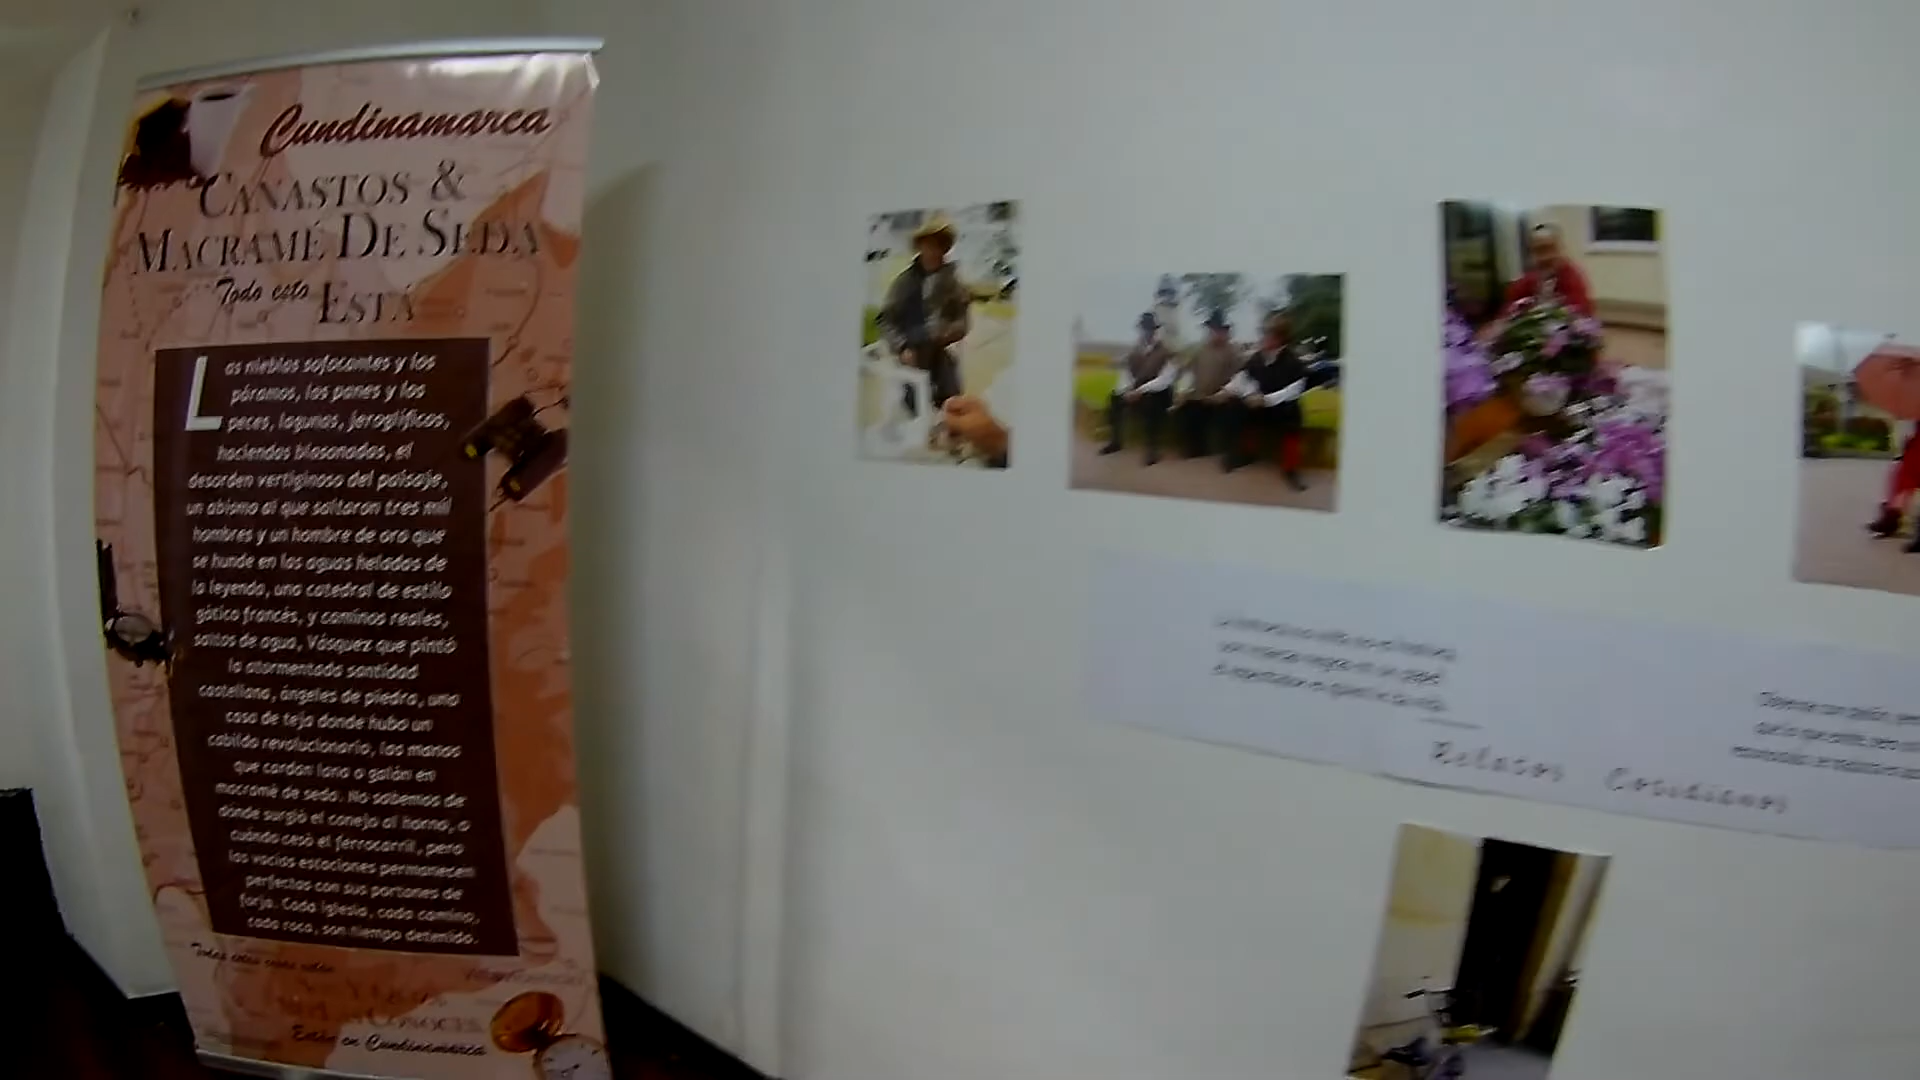 Cundinamarca
CANASTOS &
MACRAMÉ DE SEDA
Todo esto ESTÁ
Las nieblas sofocantes y los
páramos, los panes y los
peces, lagunas, jeroglíficos,
haciendas blasonadas, el
desorden vertiginoso del paisaje,
un abismo al que saltaron tres mil
hombres y un hombre de oro que
se hunde en las aguas heladas de
la leyenda, una catedral de estilo
gótico francés, y caminos reales,
saltos de agua, Vásquez que pintó
la atormentada santidad
castellana, ángeles de piedra, una
casa de teja donde hubo un
cabildo revolucionario, las manos
que cardan lana o galán en
macramé de seda. No sabemos de
dónde surgió el conejo al horno, o
cuándo cesó el ferrocarril, pero
las vacías estaciones permanecen
perfectas con sus portones de
forja. Cada iglesia, cada camino,
cada roca, son tiempo detenido.
CONOCES
Están en Cundinamarca
Relatos Cotidianos